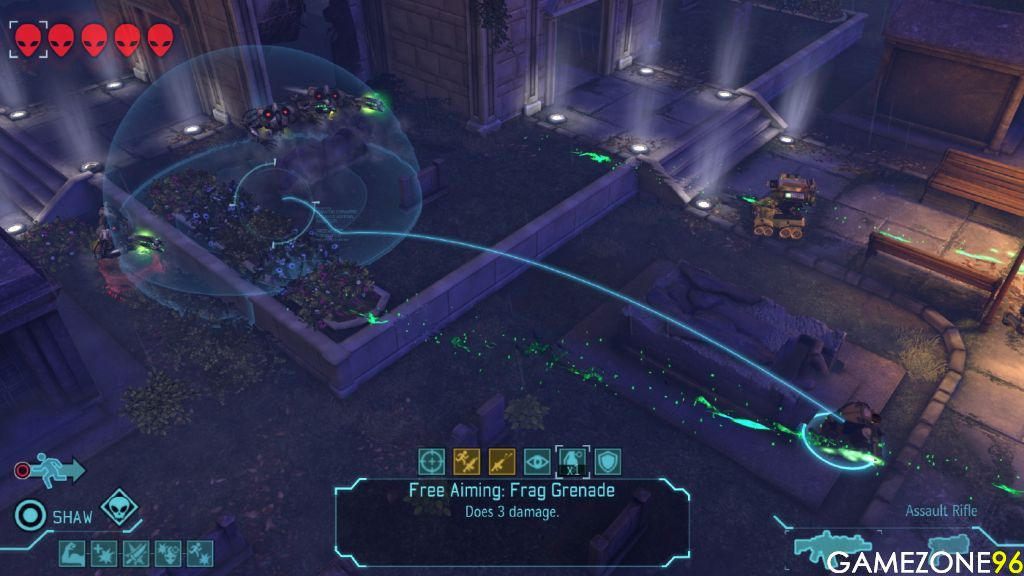 X1
Free Aiming: Frag Grenade
Does 3 damage.
SHAW
Assault Rifle
GAMEZONE96